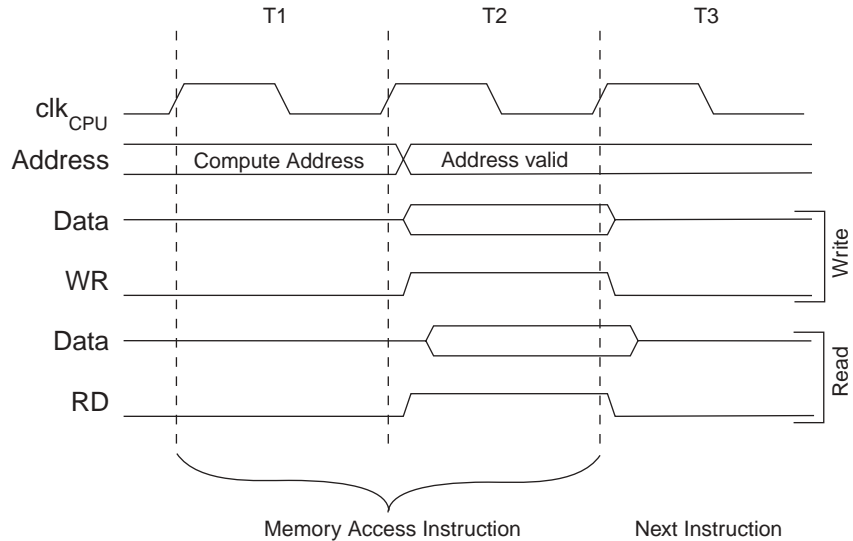 T1 T2 T3
clkCPU
Address Compute Address Address valid
Data
WR
Write
Data
RD
Read
Memory Access Instruction Next Instruction